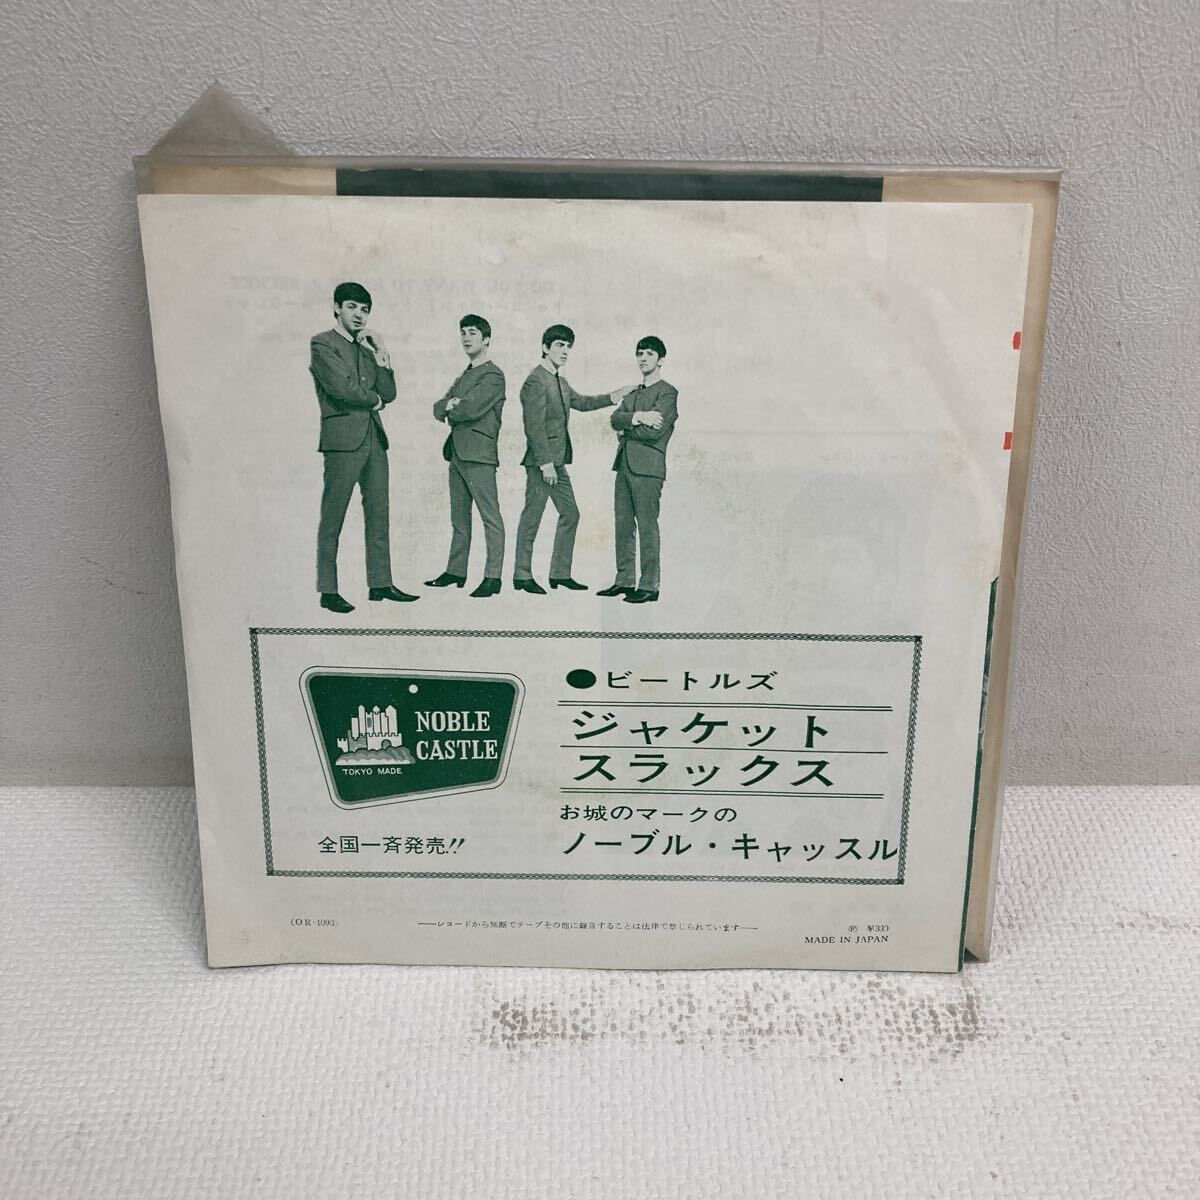 NOBLE
CASTLE
TOKYO MADE
全国一斉発売!!
●ビートルズ
ジャケット
スラックス
お城のマークの
ノーブル・キャッスル
(OR-1093)
──レコードから無断でテープその他に録音することは法律で禁じられています──
Ⓟ ¥330
MADE IN JAPAN